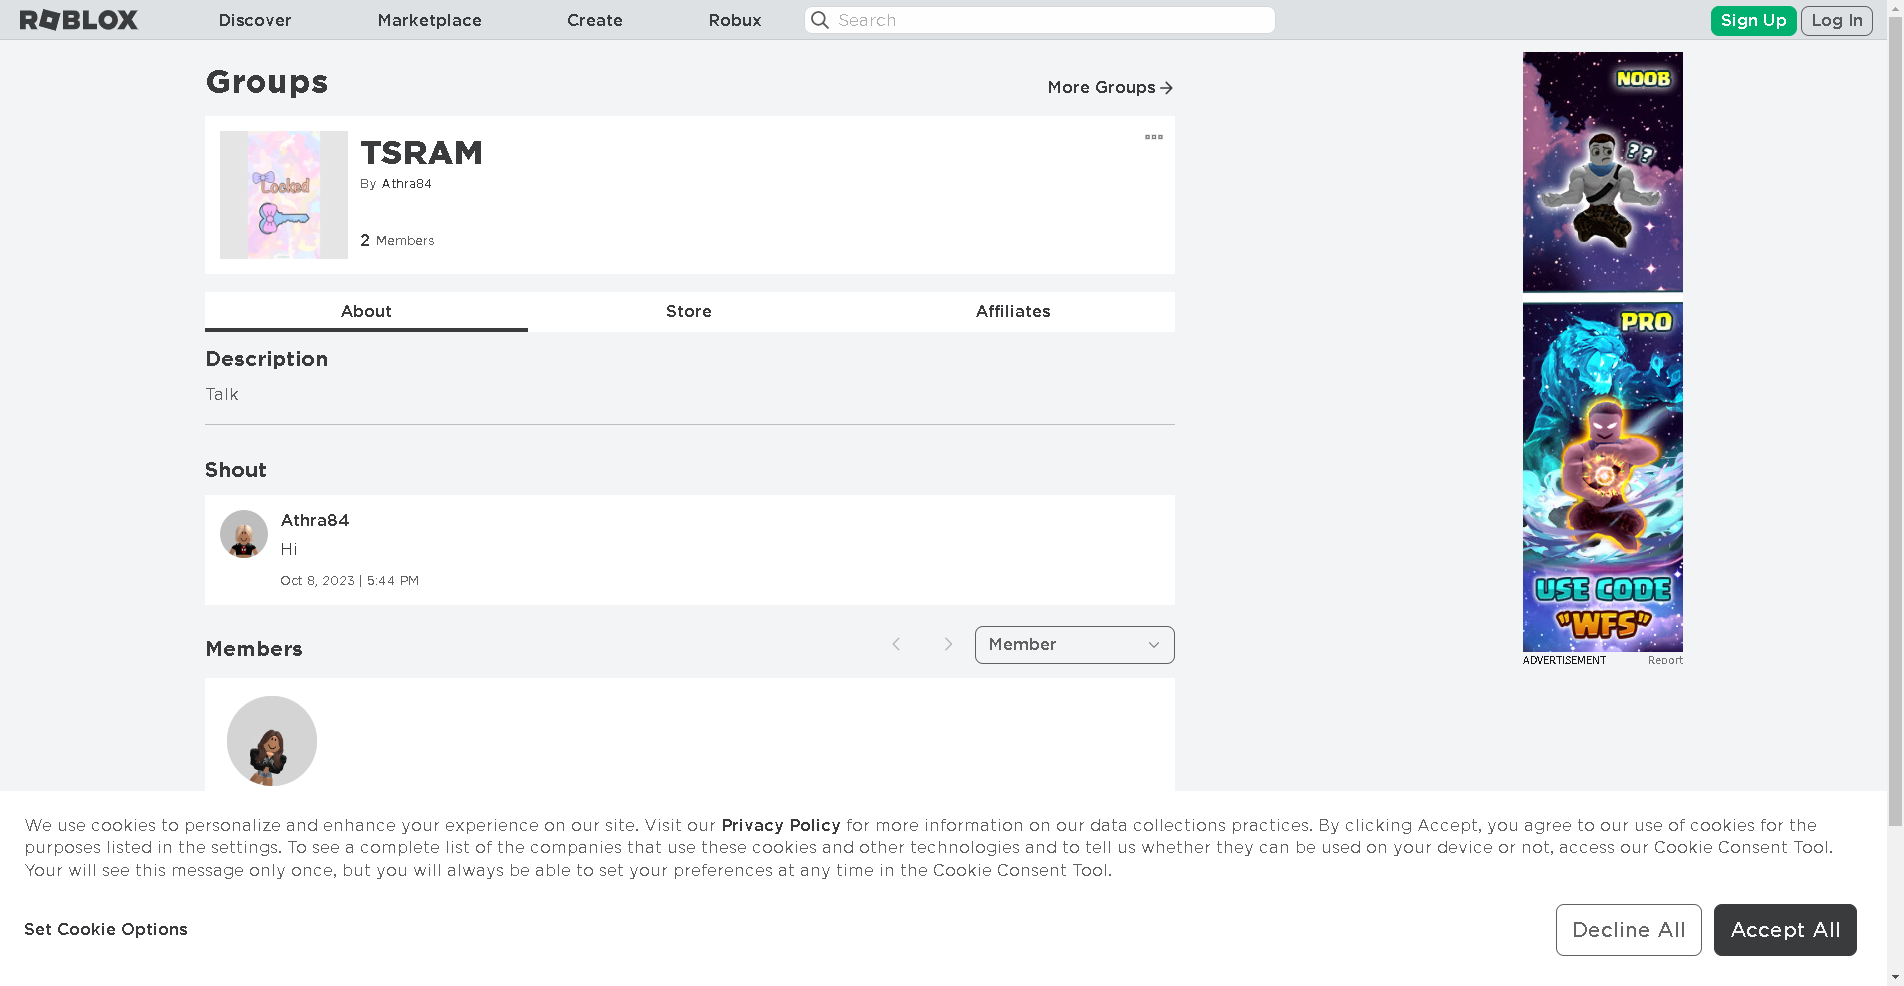 ROBLOX
Discover
Marketplace
Create
Robux
Search
Sign Up
Log In
Groups
More Groups
Locked
TSRAM
By Athra84
2 Members
About
Store
Affiliates
Description
Talk
Shout
Athra84
Hi
Oct 8, 2023 | 5:44 PM
Members
Member
NOOB
??
PRO
USE CODE
"WFS"
ADVERTISEMENT
Report
We use cookies to personalize and enhance your experience on our site. Visit our Privacy Policy for more information on our data collections practices. By clicking Accept, you agree to our use of cookies for the
purposes listed in the settings. To see a complete list of the companies that use these cookies and other technologies and to tell us whether they can be used on your device or not, access our Cookie Consent Tool.
Your will see this message only once, but you will always be able to set your preferences at any time in the Cookie Consent Tool.
Set Cookie Options
Decline All
Accept All